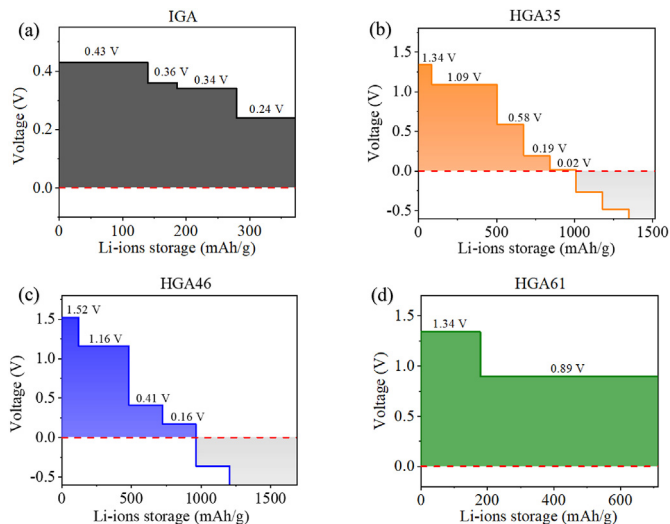 IGA
(a)
0.43 V
0.36 V
0.34 V
0.24 V
0.4
0.2
0.0
Voltage (V)
0 100 200 300
Li-ions storage (mAh/g)
HGA35
(b)
1.34 V
1.09 V
0.58 V
0.19 V
0.02 V
1.5
1.0
0.5
0.0
-0.5
Voltage (V)
0 500 1000 1500
Li-ions storage (mAh/g)
HGA46
(c)
1.52 V
1.16 V
0.41 V
0.16 V
1.5
1.0
0.5
0.0
-0.5
Voltage (V)
0 500 1000 1500
Li-ions storage (mAh/g)
HGA61
(d)
1.34 V
0.89 V
1.5
1.0
0.5
0.0
Voltage (V)
0 200 400 600
Li-ions storage (mAh/g)